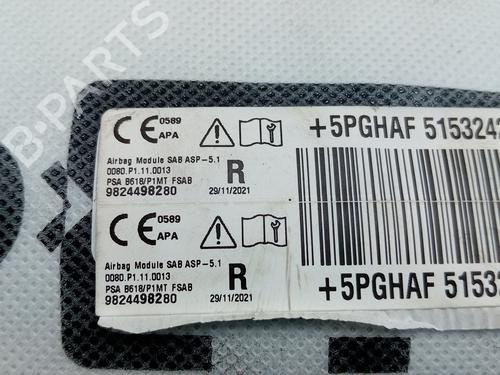 B-PARTS
CE 0589
APA
+5PGHAF 5153242
Airbag Module SAB ASP-5.1
0080.P1.11.0013
PSA B618/P1MT FSAB
9824498280
R
29/11/2021
CE 0589
APA
Airbag Module SAB ASP-5.1
0080.P1.11.0013
PSA B618/P1MT FSAB
9824498280
R
29/11/2021
+5PGHAF 5153